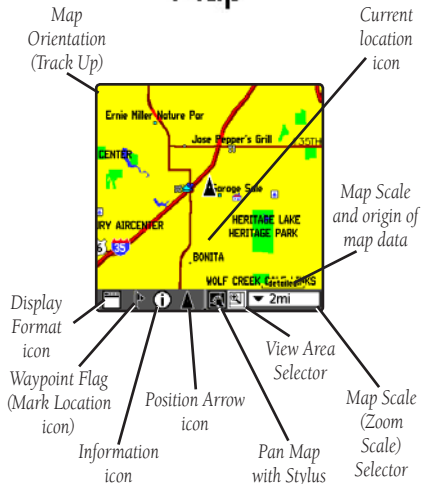 Map
Orientation
(Track Up)
Current
location
icon
Ernie Miller Nature Par
Jose Pepper's Grill
35TH
CENTER
Garage Sale
Map Scale
and origin of
map data
HERITAGE LAKE
HERITAGE PARK
RY AIRCENTER
35
BONITA
WOLF CREEK
detailed
KS
2mi
Display
Format
icon
Waypoint Flag
(Mark Location
icon)
Information
icon
Position Arrow
icon
Pan Map
with Stylus
View Area
Selector
Map Scale
(Zoom
Scale)
Selector